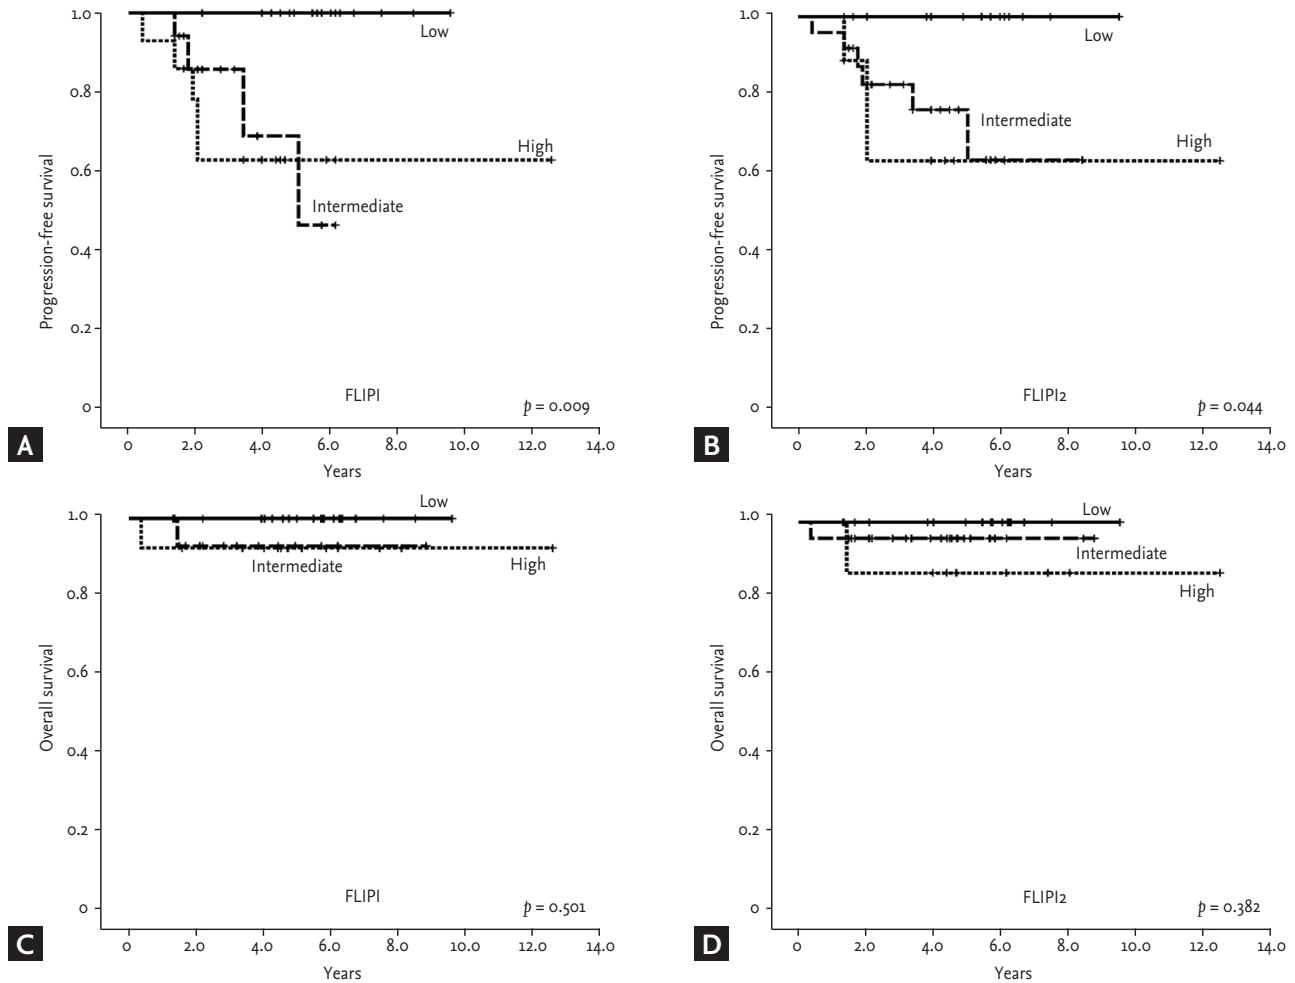 1.0
0.8
0.6
0.4
0.2
0
Progression-free survival
Low
High
Intermediate
FLIPI
p = 0.009
0 2.0 4.0 6.0 8.0 10.0 12.0 14.0
Years
A
1.0
0.8
0.6
0.4
0.2
0
Progression-free survival
Low
Intermediate
High
FLIPI2
p = 0.044
0 2.0 4.0 6.0 8.0 10.0 12.0 14.0
Years
B
1.0
0.8
0.6
0.4
0.2
0
Overall survival
Low
Intermediate
High
FLIPI
p = 0.501
0 2.0 4.0 6.0 8.0 10.0 12.0 14.0
Years
C
1.0
0.8
0.6
0.4
0.2
0
Overall survival
Low
Intermediate
High
FLIPI2
p = 0.382
0 2.0 4.0 6.0 8.0 10.0 12.0 14.0
Years
D